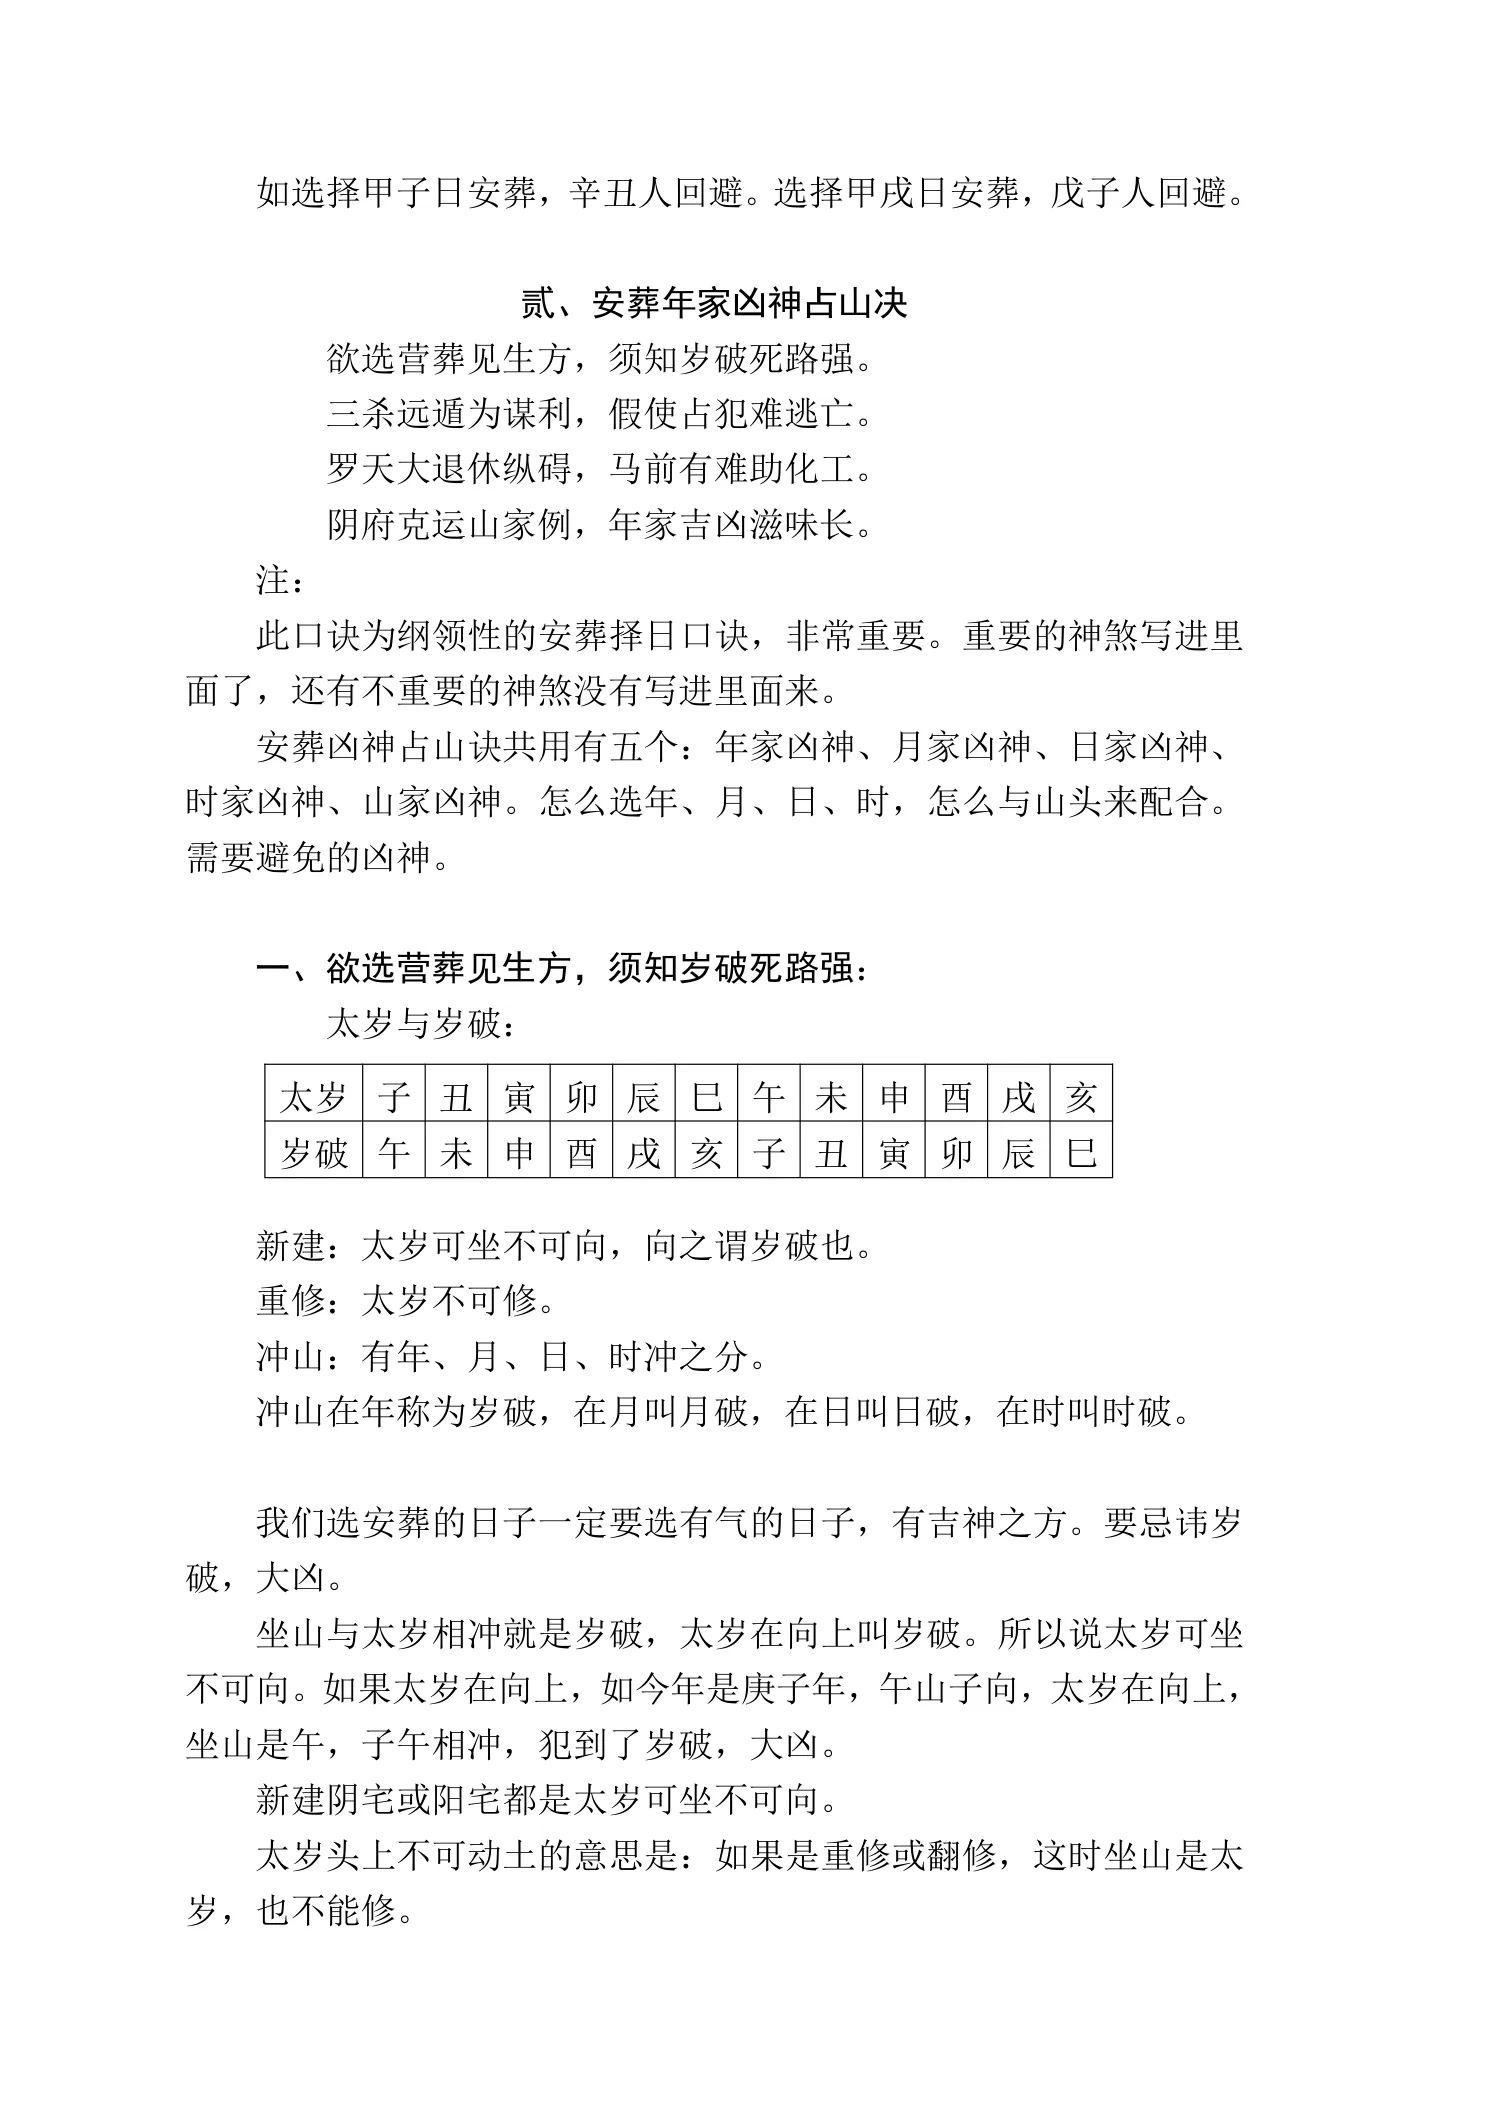 如选择甲子日安葬，辛丑人回避。选择甲戌日安葬，戊子人回避。
贰、安葬年家凶神占山决
欲选营葬见生方，须知岁破死路强。
三杀远遁为谋利，假使占犯难逃亡。
罗天大退休纵碍，马前有难助化工。
阴府克运山家例，年家吉凶滋味长。
注：
此口诀为纲领性的安葬择日口诀，非常重要。重要的神煞写进里
面了，还有不重要的神煞没有写进里面来。
安葬凶神占山诀共用有五个：年家凶神、月家凶神、日家凶神、
时家凶神、山家凶神。怎么选年、月、日、时，怎么与山头来配合。
需要避免的凶神。
一、欲选营葬见生方，须知岁破死路强：
太岁与岁破：
太岁 子 丑 寅 卯 辰 巳 午 未 申 酉 戌 亥
岁破 午 未 申 酉 戌 亥 子 丑 寅 卯 辰 巳
新建：太岁可坐不可向，向之谓岁破也。
重修：太岁不可修。
冲山：有年、月、日、时冲之分。
冲山在年称为岁破，在月叫月破，在日叫日破，在时叫时破。
我们选安葬的日子一定要选有气的日子，有吉神之方。要忌讳岁
破，大凶。
坐山与太岁相冲就是岁破，太岁在向上叫岁破。所以说太岁可坐
不可向。如果太岁在向上，如今年是庚子年，午山子向，太岁在向上，
坐山是午，子午相冲，犯到了岁破，大凶。
新建阴宅或阳宅都是太岁可坐不可向。
太岁头上不可动土的意思是：如果是重修或翻修，这时坐山是太
岁，也不能修。